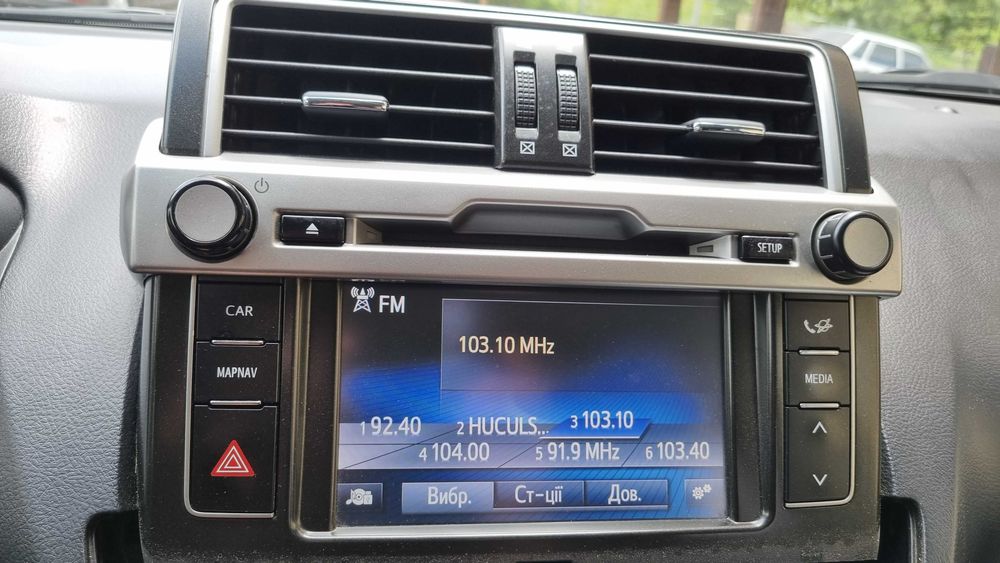 SETUP
CAR
MAPNAV
MEDIA
FM
103.10 MHz
1 92.40 2 HUCULS... 3 103.10
4 104.00 5 91.9 MHz 6 103.40
Вибр. Ст-ції Дов.